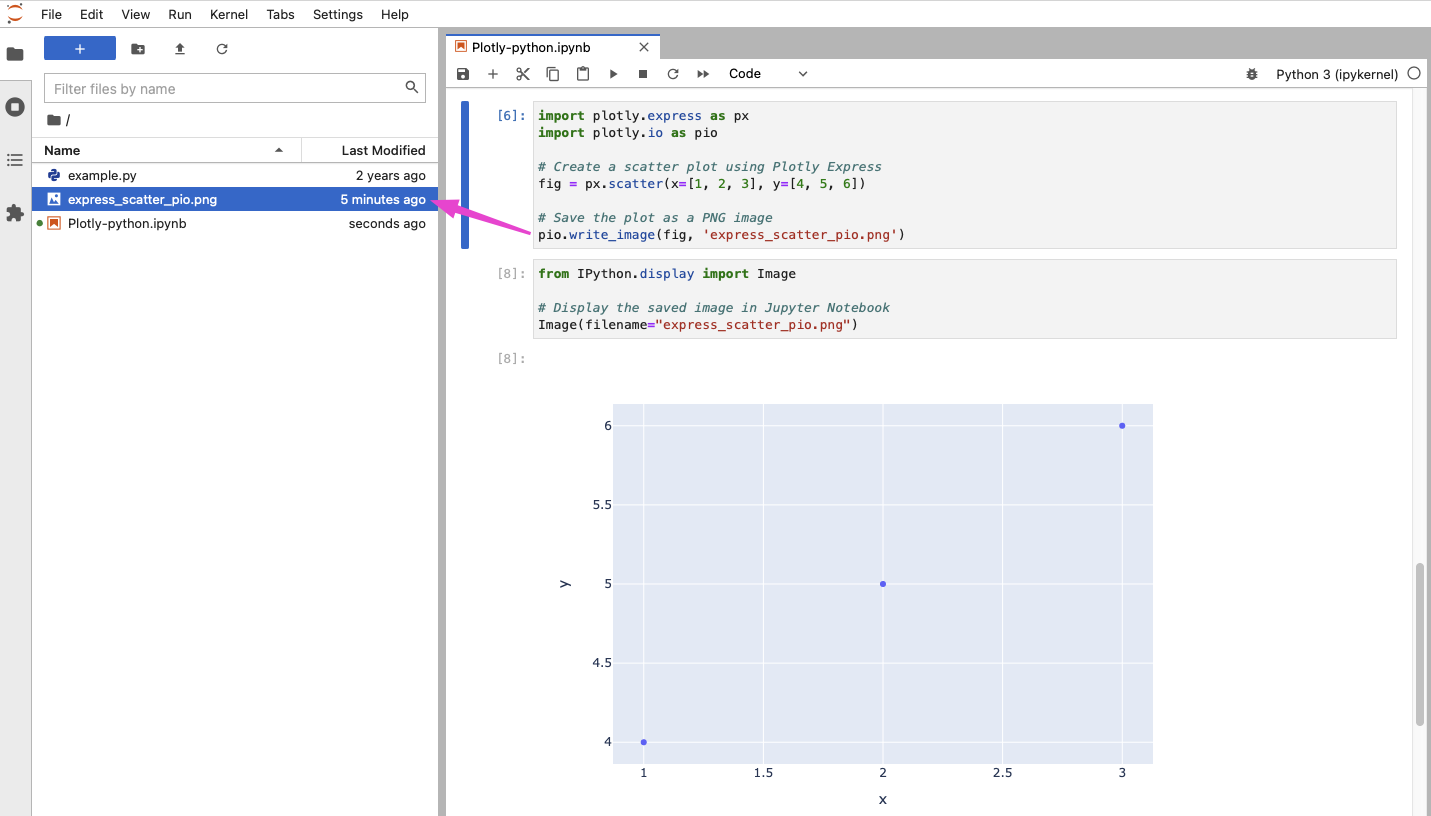 File Edit View Run Kernel Tabs Settings Help
Filter files by name
/
Name Last Modified
example.py 2 years ago
express_scatter_pio.png 5 minutes ago
Plotly-python.ipynb seconds ago
Plotly-python.ipynb
Code Python 3 (ipykernel)
[6]: import plotly.express as px
import plotly.io as pio
# Create a scatter plot using Plotly Express
fig = px.scatter(x=[1, 2, 3], y=[4, 5, 6])
# Save the plot as a PNG image
pio.write_image(fig, 'express_scatter_pio.png')
[8]: from IPython.display import Image
# Display the saved image in Jupyter Notebook
Image(filename="express_scatter_pio.png")
[8]:
6
5.5
5
4.5
4
y
1 1.5 2 2.5 3
x